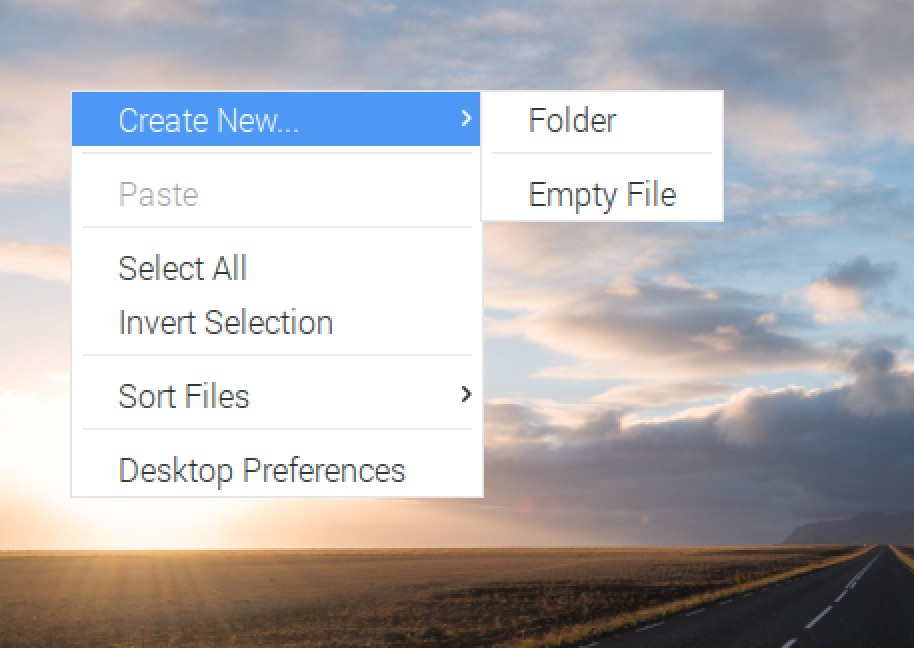 Create New...
Folder
Empty File
Paste
Select All
Invert Selection
Sort Files
Desktop Preferences